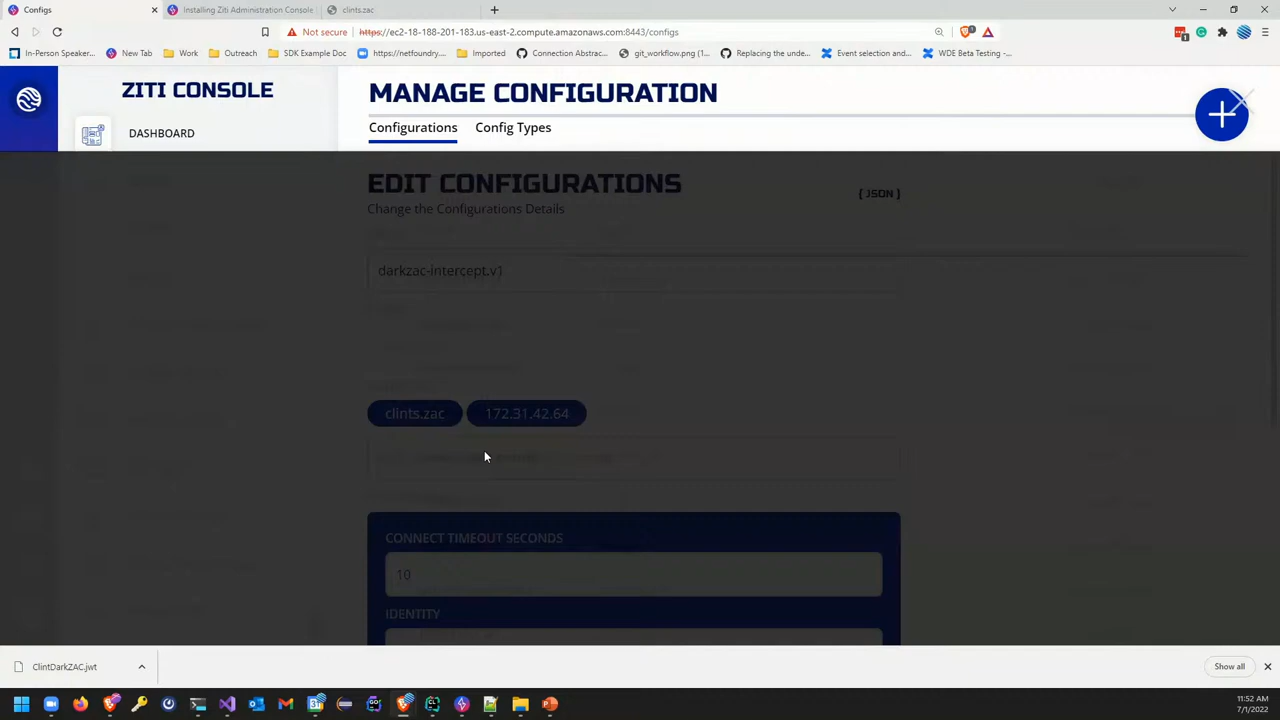 Configs
Installing Ziti Administration Console
clints.zac
Not secure
https://ec2-18-188-201-183.us-east-2.compute.amazonaws.com:8443/configs
In-Person Speaker...
New Tab
Work
Outreach
SDK Example Doc
https://netfoundry....
Imported
Connection Abstrac...
git_workflow.png (1...
Replacing the unde...
Event selection and...
WDE Beta Testing -...
ZITI CONSOLE
MANAGE CONFIGURATION
Configurations
Config Types
DASHBOARD
EDIT CONFIGURATIONS
{ JSON }
Change the Configurations Details
darkzac-intercept.v1
clints.zac
172.31.42.64
CONNECT TIMEOUT SECONDS
10
IDENTITY
ClintDarkZAC.jwt
Show all
11:52 AM
7/1/2022